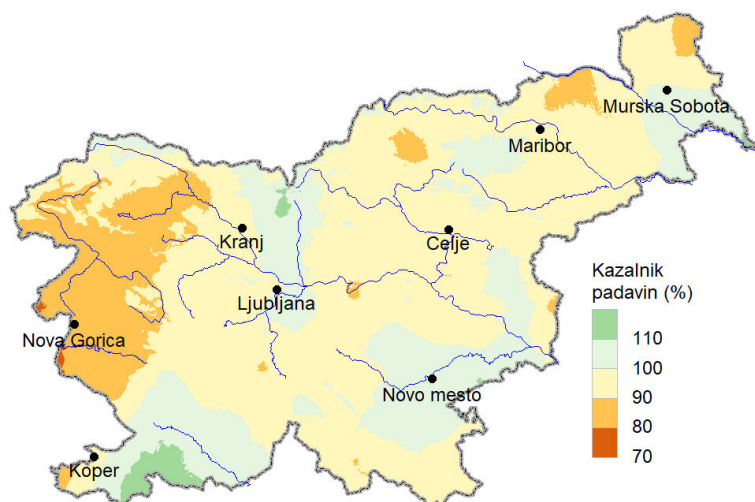 Murska Sobota
Maribor
Kranj
Celje
Ljubljana
Nova Gorica
Novo mesto
Koper
Kazalnik
padavin (%)
110
100
90
80
70